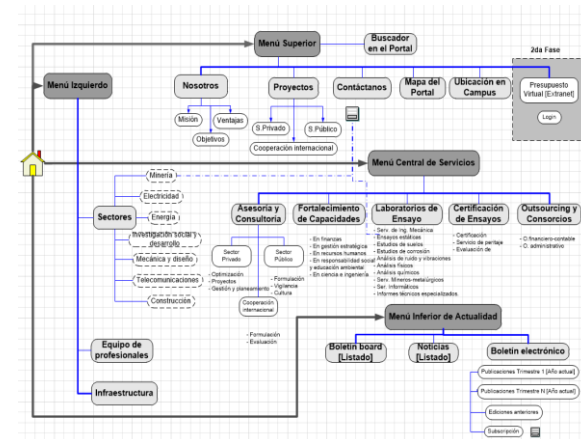 Menú Superior
Buscador
en el Portal
2da Fase
Menú Izquierdo
Nosotros
Proyectos
Contáctanos
Mapa del
Portal
Ubicación en
Campus
Presupuesto
Virtual [Extranet]
Login
Misión
Ventajas
Objetivos
S.Privado
S.Público
Cooperación internacional
Menú Central de Servicios
Sectores
Minería
Electricidad
Energía
Investigación social y
desarrollo
Mecánica y diseño
Telecomunicaciones
Construcción
Asesoría y
Consultoría
Fortalecimiento
de Capacidades
Laboratorios de
Ensayo
Certificación
de Ensayos
Outsourcing y
Consorcios
Sector
Privado
Sector
Público
- Optimización
- Proyectos
- Gestión y planeamiento
- Formulación
- Vigilancia
- Cultura
Cooperación
internacional
- Formulación
- Evaluación
- En finanzas
- En gestión estratégica
- En recursos humanos
- En responsabilidad social
y educación ambiental
- En ciencia e ingeniería
- Serv. de Ing. Mecánica
- Ensayos estáticos
- Estudios de suelos
- Estudios de corrosión
- Análisis de ruido y vibraciones
- Análisis físicos
- Análisis químicos
- Serv. Mineros-metalúrgicos
- Ser. Informáticos
- Informes técnicos especializados
- Certificación
- Servicio de peritaje
- Evaluación de
- O.financiero-contable
- O. administrativo
Menú Inferior de Actualidad
Equipo de
profesionales
Infraestructura
Boletín board
[Listado]
Noticias
[Listado]
Boletín electrónico
Publicaciones Trimestre 1 [Año actual]
Publicaciones Trimestre N [Año actual]
Ediciones anteriores
Subscripción